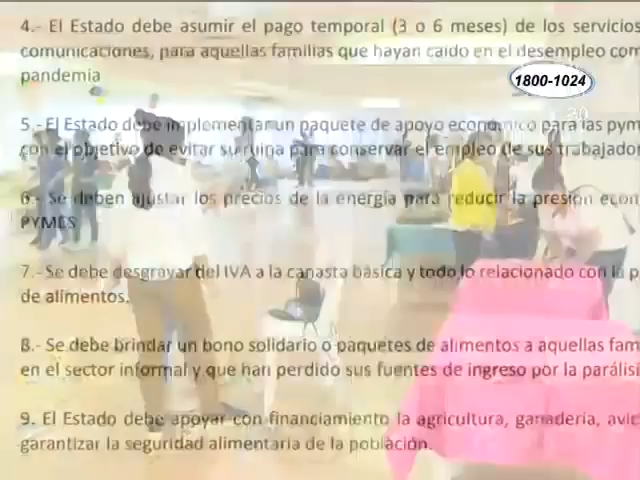 4.- El Estado debe asumir el pago temporal (3 o 6 meses) de los servicios
comunicaciones, para aquellas familias que hayan caído en el desempleo com
pandemia
1800-1024
5.- El Estado debe implementar un paquete de apoyo económico para las pym
con el objetivo de evitar su ruina para conservar el empleo de sus trabajador
6.- Se deben ajustar los precios de la energía para reducir la presión econ
PYMES
7.- Se debe desgravar del IVA a la canasta básica y todo lo relacionado con la p
de alimentos.
8.- Se debe brindar un bono solidario o paquetes de alimentos a aquellas fam
en el sector informal y que han perdido sus fuentes de ingreso por la parálisi
9. El Estado debe apoyar con financiamiento la agricultura, ganadería, avic
garantizar la seguridad alimentaria de la población.